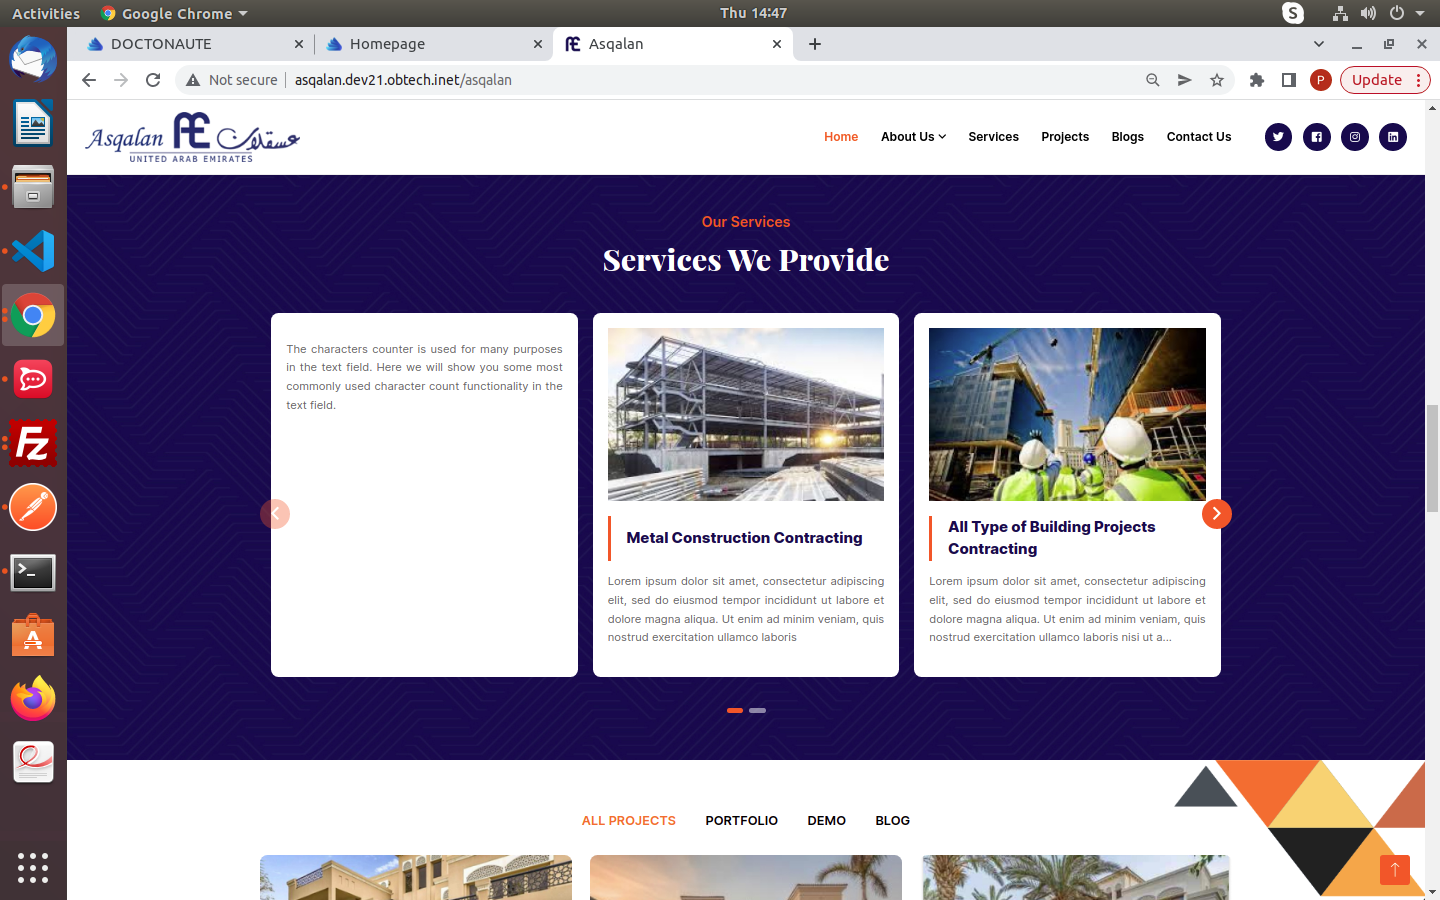 Activities
Google Chrome
Thu 14:47
S
DOCTONAUTE
Homepage
Asqalan
Not secure
asqalan.dev21.obtech.inet/asqalan
P
Update
Asqalan Æ عسقلان
UNITED ARAB EMIRATES
Home
About Us
Services
Projects
Blogs
Contact Us
Our Services
Services We Provide
The characters counter is used for many purposes
in the text field. Here we will show you some most
commonly used character count functionality in the
text field.
Metal Construction Contracting
Lorem ipsum dolor sit amet, consectetur adipiscing
elit, sed do eiusmod tempor incididunt ut labore et
dolore magna aliqua. Ut enim ad minim veniam, quis
nostrud exercitation ullamco laboris
All Type of Building Projects
Contracting
Lorem ipsum dolor sit amet, consectetur adipiscing
elit, sed do eiusmod tempor incididunt ut labore et
dolore magna aliqua. Ut enim ad minim veniam, quis
nostrud exercitation ullamco laboris nisi ut a...
ALL PROJECTS
PORTFOLIO
DEMO
BLOG